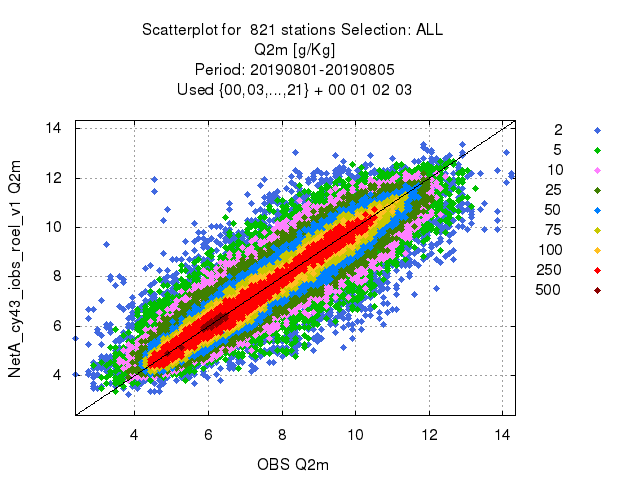 Scatterplot for  821 stations Selection: ALL
Q2m [g/Kg]
Period: 20190801-20190805
Used {00,03,...,21} + 00 01 02 03
NetA_cy43_iobs_roel_v1 Q2m
14
12
10
8
6
4
4 6 8 10 12 14
OBS Q2m
2
5
10
25
50
75
100
250
500